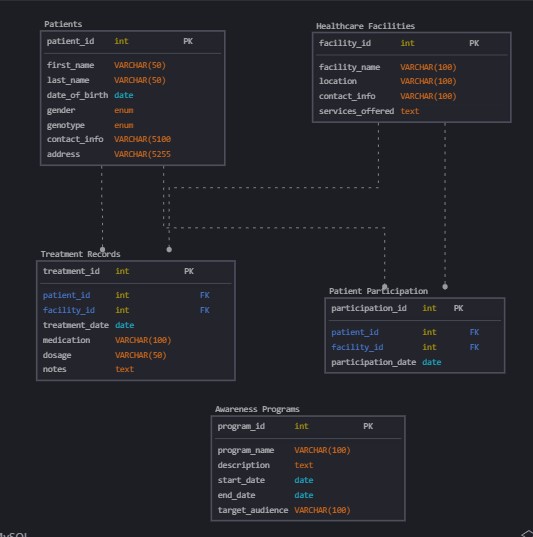 Patients
patient_id int PK
first_name VARCHAR(50)
last_name VARCHAR(50)
date_of_birth date
gender enum
genotype enum
contact_info VARCHAR(5100
address VARCHAR(5255
Healthcare Facilities
facility_id int PK
facility_name VARCHAR(100)
location VARCHAR(100)
contact_info VARCHAR(100)
services_offered text
Treatment Records
treatment_id int PK
patient_id int FK
facility_id int FK
treatment_date date
medication VARCHAR(100)
dosage VARCHAR(50)
notes text
Patient Participation
participation_id int PK
patient_id int FK
facility_id int FK
participation_date date
Awareness Programs
program_id int PK
program_name VARCHAR(100)
description text
start_date date
end_date date
target_audience VARCHAR(100)